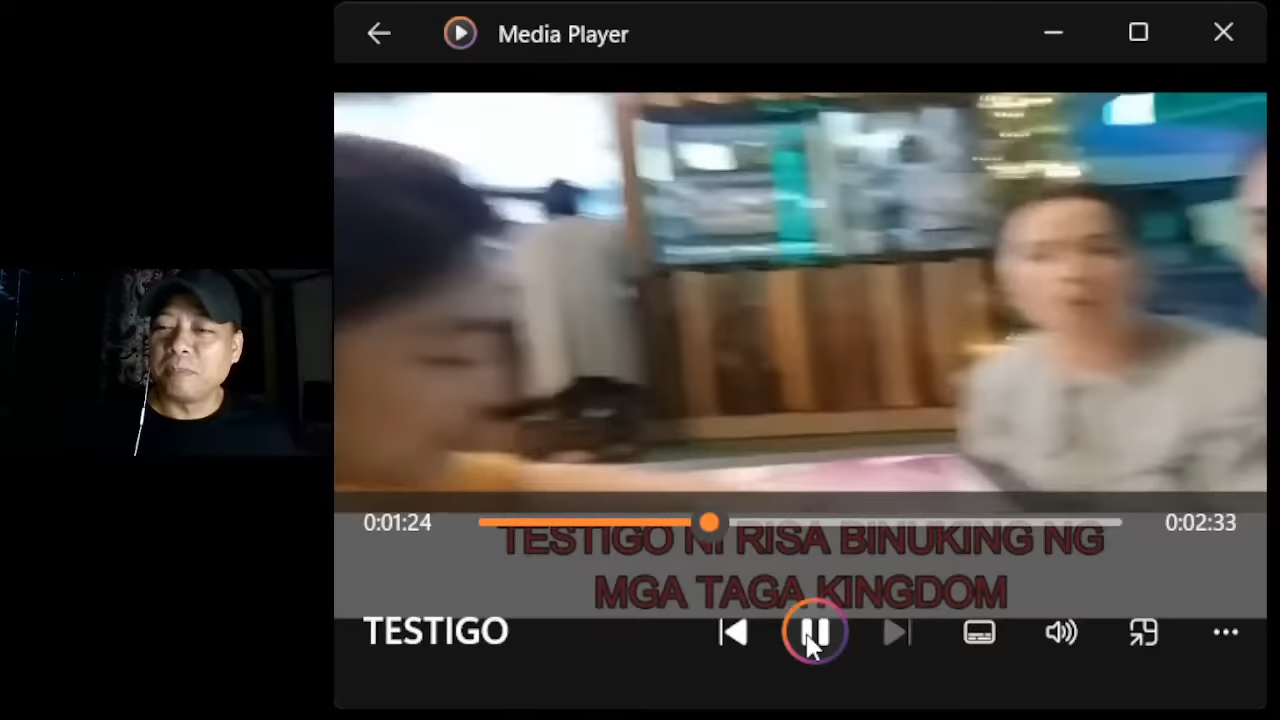 Media Player
0:01:24
0:02:33
TESTIGO NI RISA BINUKING NG
MGA TAGA KINGDOM
TESTIGO